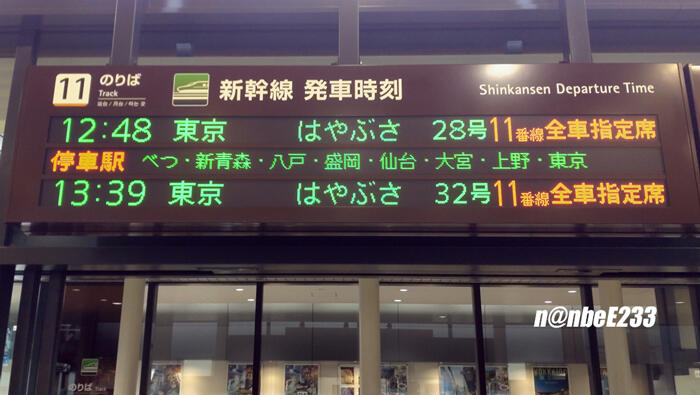 11 のりば
Track
新幹線 発車時刻
Shinkansen Departure Time
12:48 東京 はやぶさ 28号 11番線 全車指定席
停車駅 べつ・新青森・八戸・盛岡・仙台・大宮・上野・東京
13:39 東京 はやぶさ 32号 11番線 全車指定席
n@nbeE233
のりば